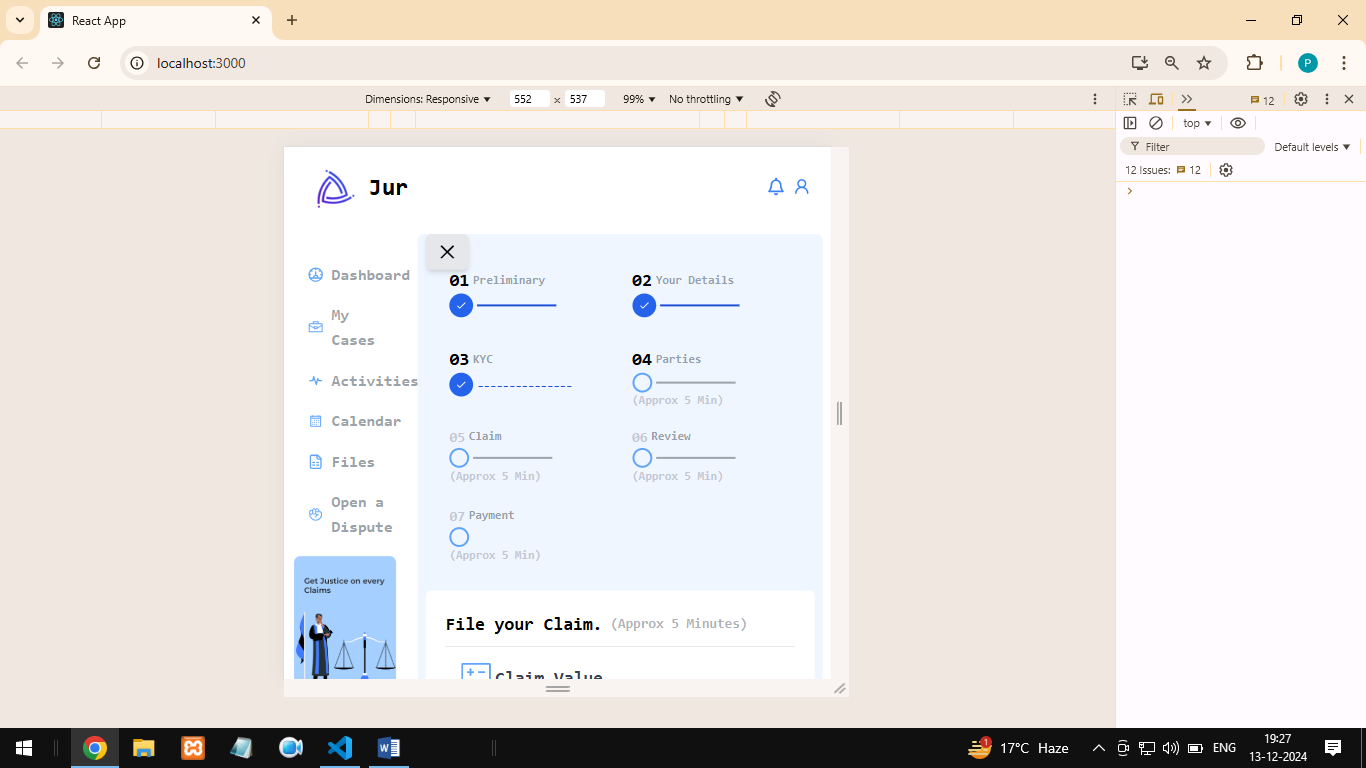 React App
localhost:3000
P
Dimensions: Responsive 552 × 537 99% No throttling
12
top
Filter
Default levels
12 Issues: 12
Jur
Dashboard
My
Cases
Activities
Calendar
Files
Open a
Dispute
Get Justice on every
Claims
01 Preliminary
02 Your Details
03 KYC
04 Parties
(Approx 5 Min)
05 Claim
(Approx 5 Min)
06 Review
(Approx 5 Min)
07 Payment
(Approx 5 Min)
File your Claim. (Approx 5 Minutes)
Claim Value
1
17°C Haze
ENG
19:27
13-12-2024